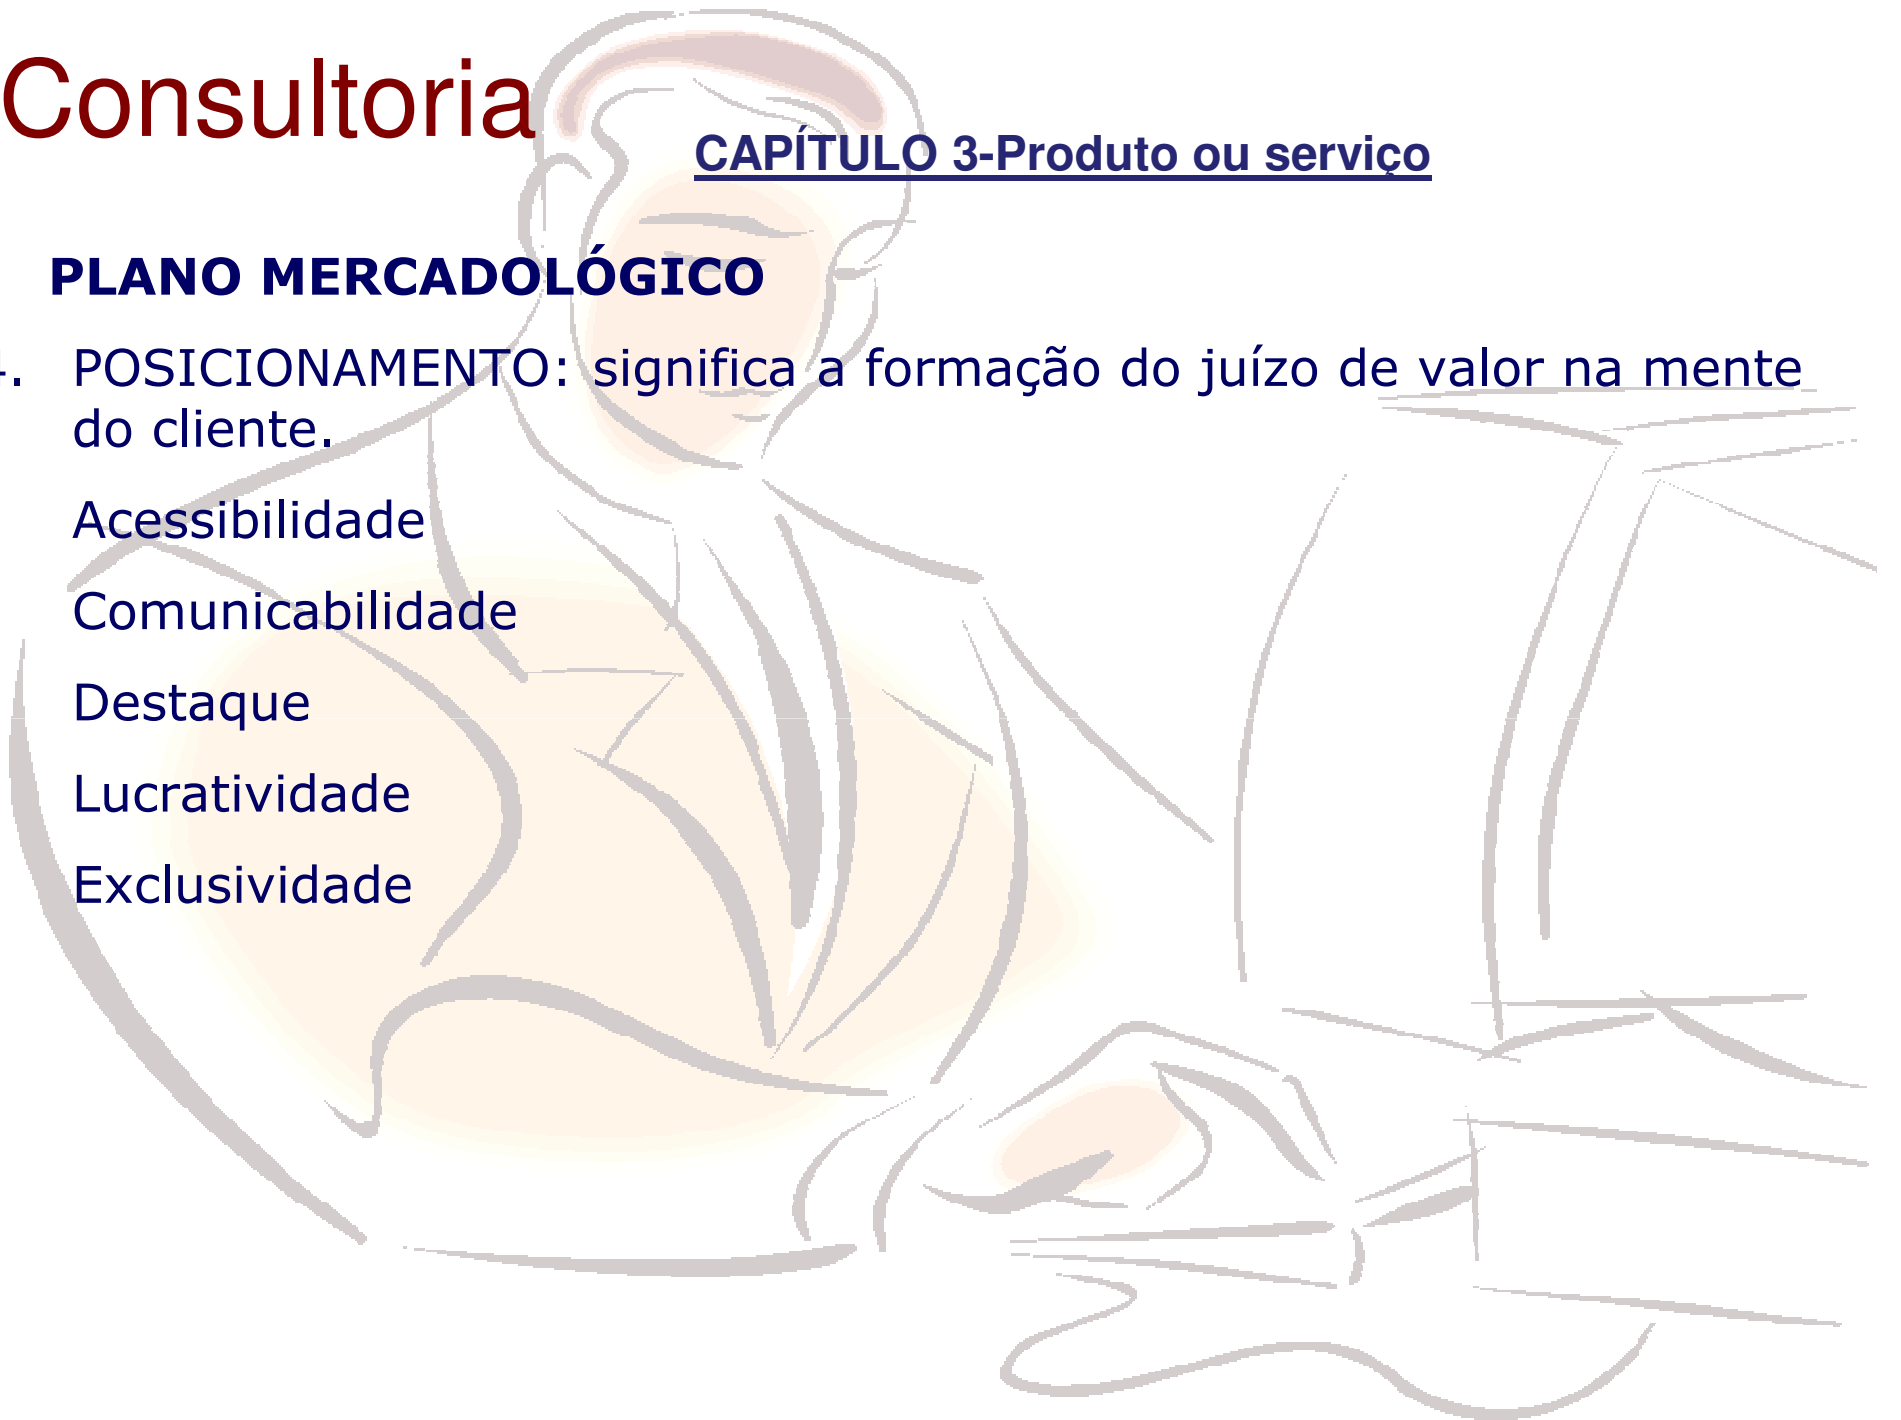 Consultoria
CAPÍTULO 3-Produto ou serviço
PLANO MERCADOLÓGICO
4. POSICIONAMENTO: significa a formação do juízo de valor na mente
do cliente.
Acessibilidade
Comunicabilidade
Destaque
Lucratividade
Exclusividade